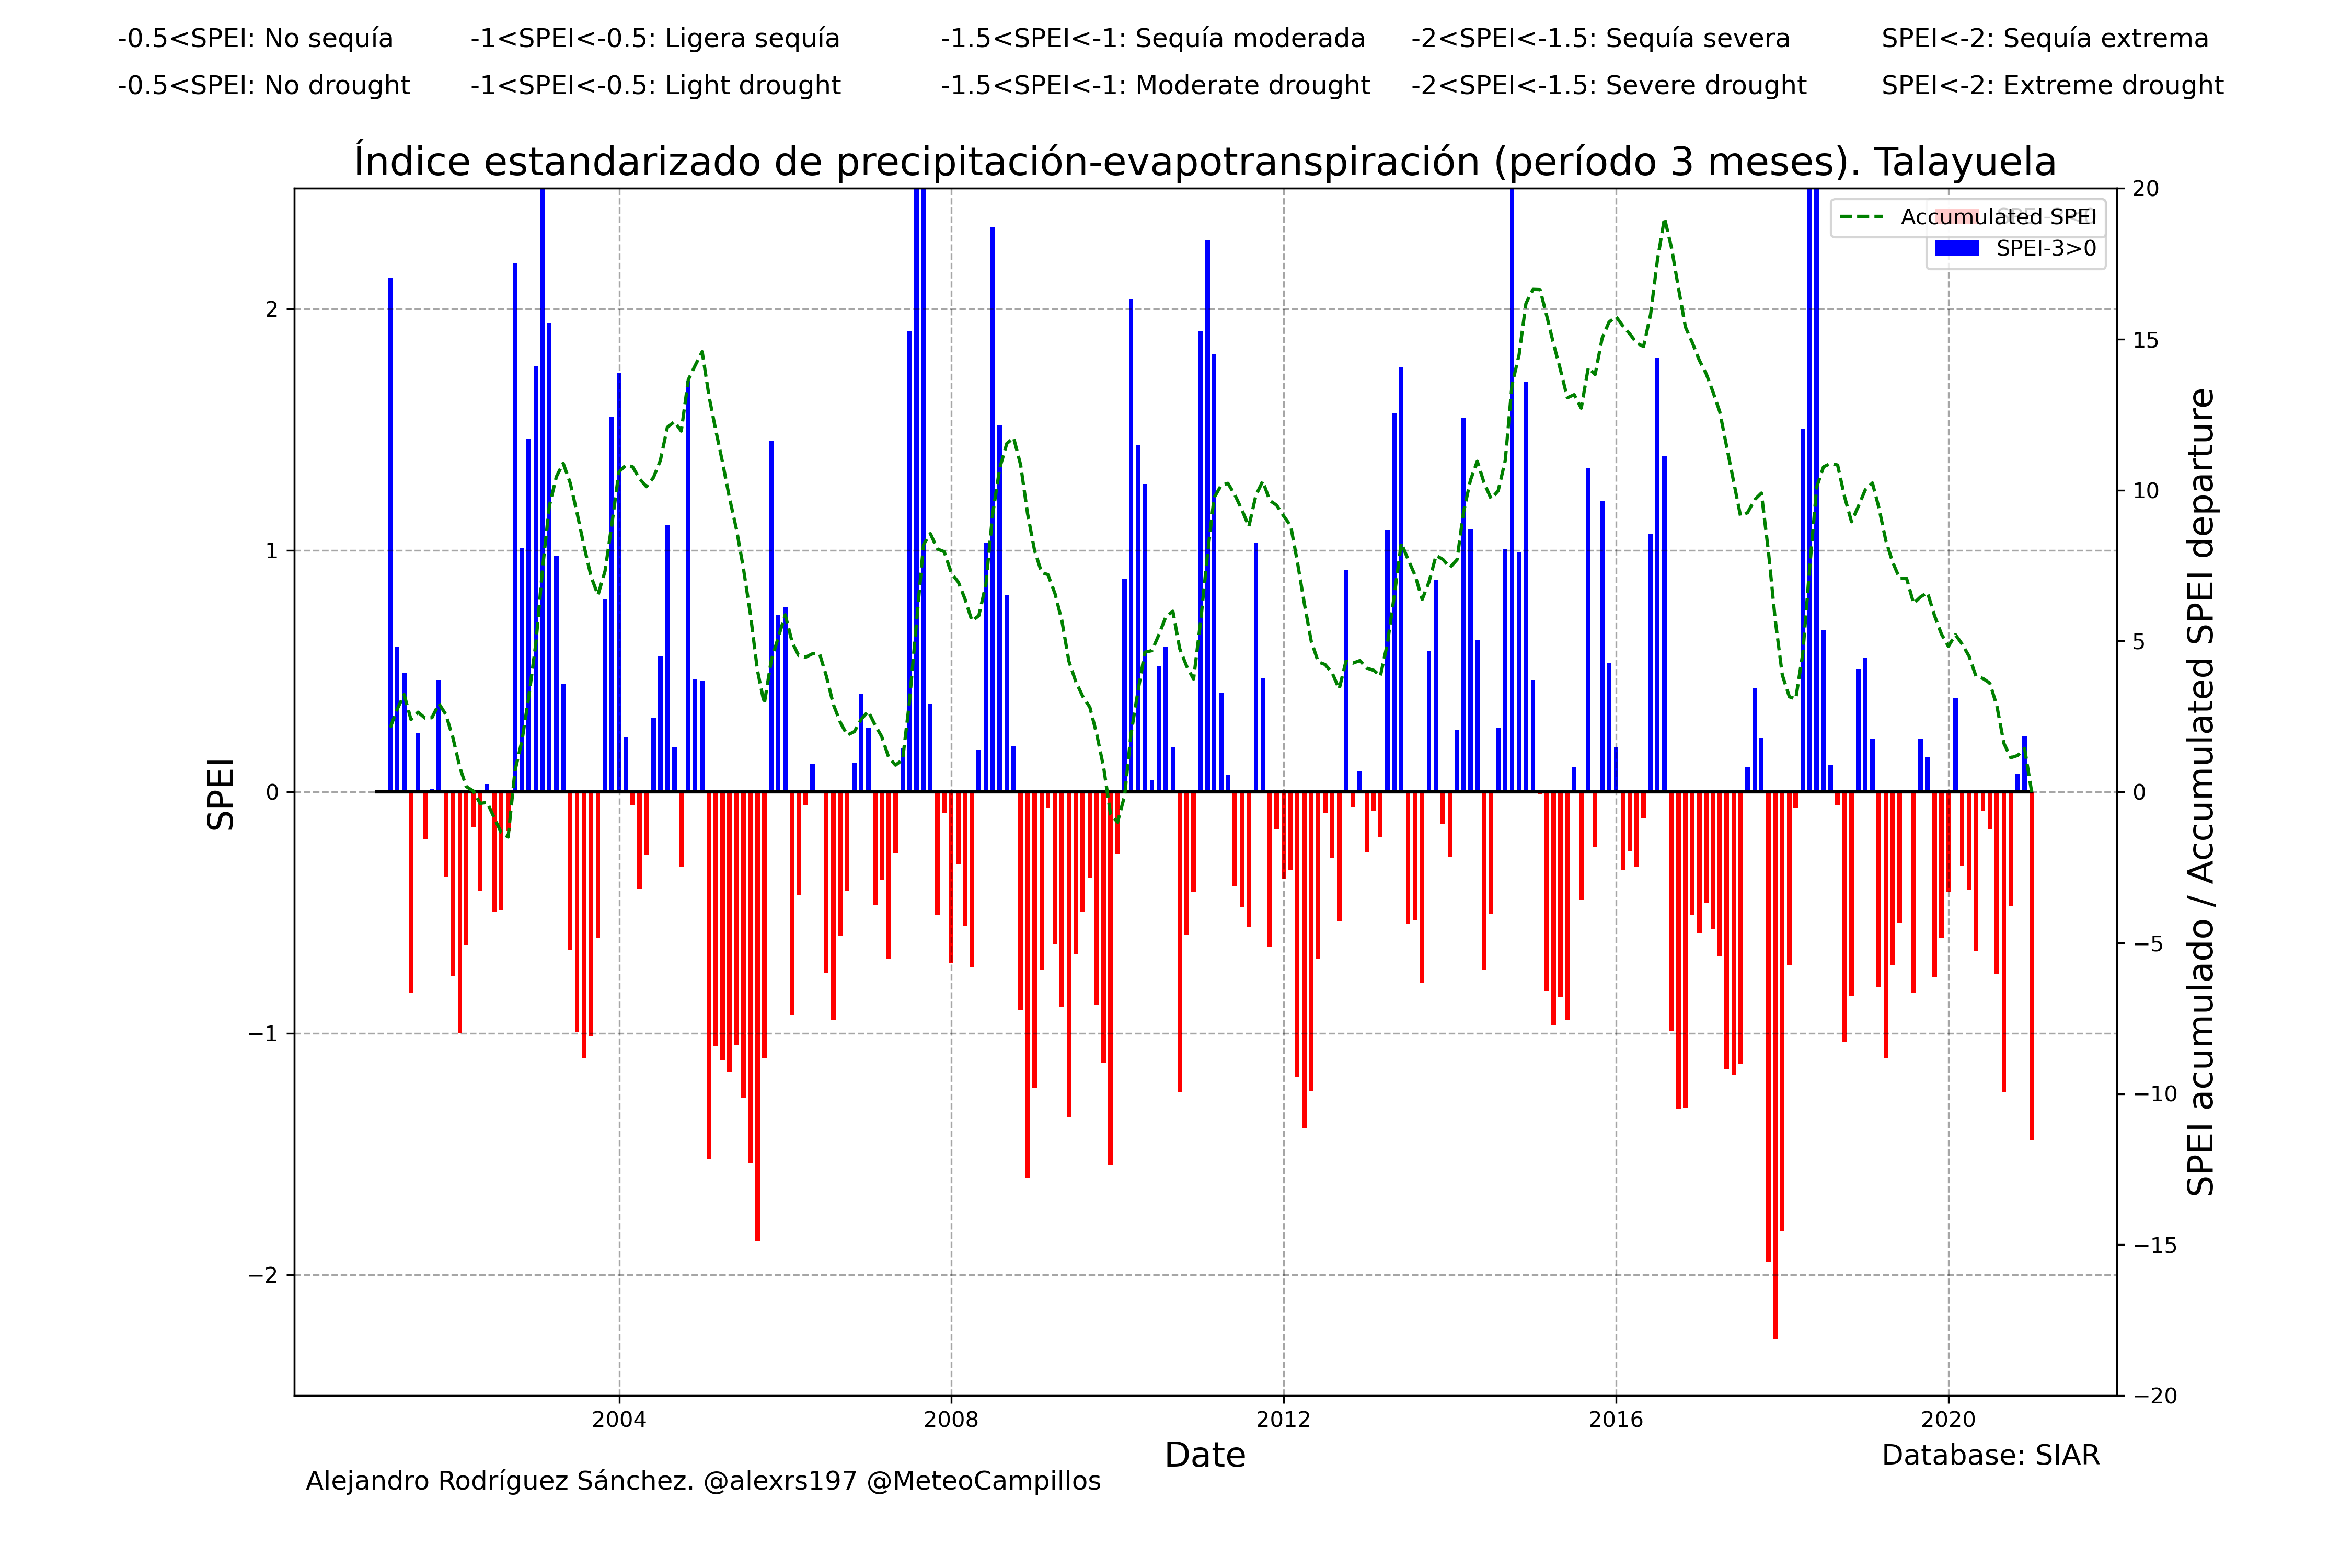 -0.5<SPEI: No sequía -1<SPEI<-0.5: Ligera sequía -1.5<SPEI<-1: Sequía moderada -2<SPEI<-1.5: Sequía severa SPEI<-2: Sequía extrema
-0.5<SPEI: No drought -1<SPEI<-0.5: Light drought -1.5<SPEI<-1: Moderate drought -2<SPEI<-1.5: Severe drought SPEI<-2: Extreme drought
Índice estandarizado de precipitación-evapotranspiración (período 3 meses). Talayuela
Accumulated SPEI
SPEI-3>0
SPEI
2
1
0
−1
−2
20
15
10
5
0
−5
−10
−15
−20
SPEI acumulado / Accumulated SPEI departure
2004 2008 2012 2016 2020
Date
Database: SIAR
Alejandro Rodríguez Sánchez. @alexrs197 @MeteoCampillos